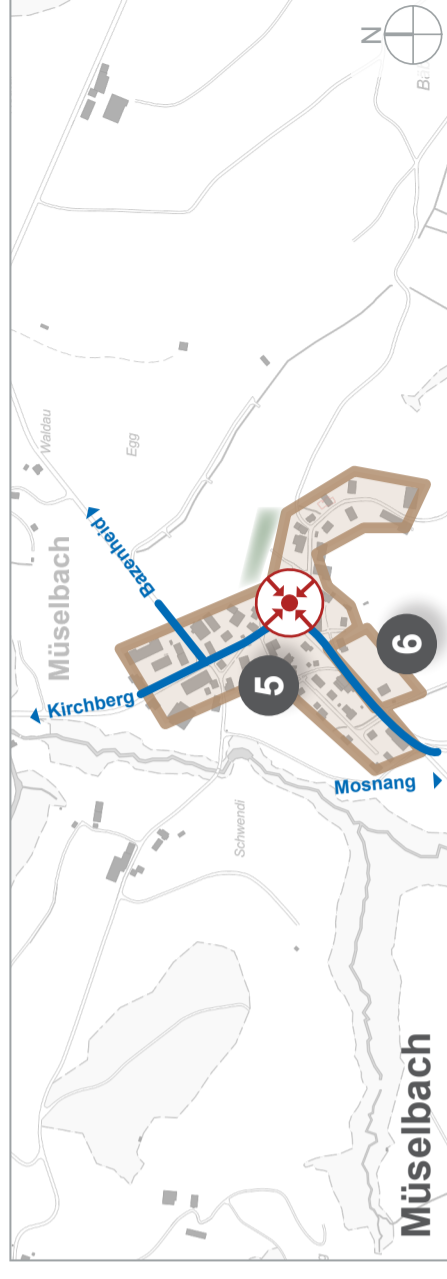 N
Waldau
Egg
Müselbach
Bazenheid
Kirchberg
5
6
Mosnang
Schwendi
Müselbach